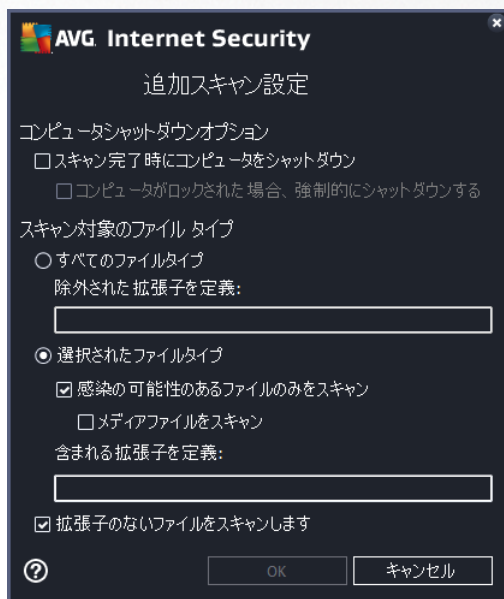 AVG. Internet Security
追加スキャン設定
コンピュータシャットダウンオプション
スキャン完了時にコンピュータをシャットダウン
コンピュータがロックされた場合、強制的にシャットダウンする
スキャン対象のファイル タイプ
すべてのファイルタイプ
除外された拡張子を定義:
選択されたファイルタイプ
感染の可能性のあるファイルのみをスキャン
メディアファイルをスキャン
含まれる拡張子を定義:
拡張子のないファイルをスキャンします
? OK キャンセル